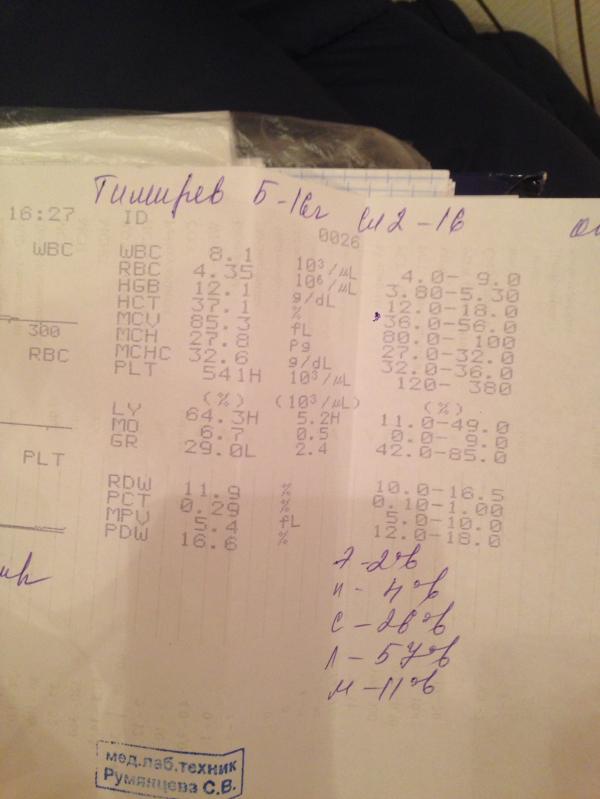 Тимирев Б-16г
16:27 ID 0026
WBC
WBC 8.1 10³/µL 4.0- 9.0
RBC 4.35 10⁶/µL 3.80-5.30
HGB 12.1 g/dL 12.0-18.0
HCT 37.1 % 36.0-56.0
MCV 85.3 fL 80.0- 100
300
MCH 27.8 Pg 27.0-32.0
RBC
MCHC 32.6 g/dL 32.0-36.0
PLT 541H 10³/µL 120- 380
(%) (10³/µL) (%)
LY 64.3H 5.2H 11.0-49.0
MO 6.7 0.5 0.0- 9.0
GR 29.0L 2.4 42.0-85.0
PLT
RDW 11.9 % 10.0-16.5
PCT 0.29 % 0.10-1.00
MPV 5.4 fL 5.0-10.0
PDW 16.6 % 12.0-18.0
Э-2%
п- 4%
с-26%
л-57%
м-11%
мед.лаб.техник
Румянцева С.В.